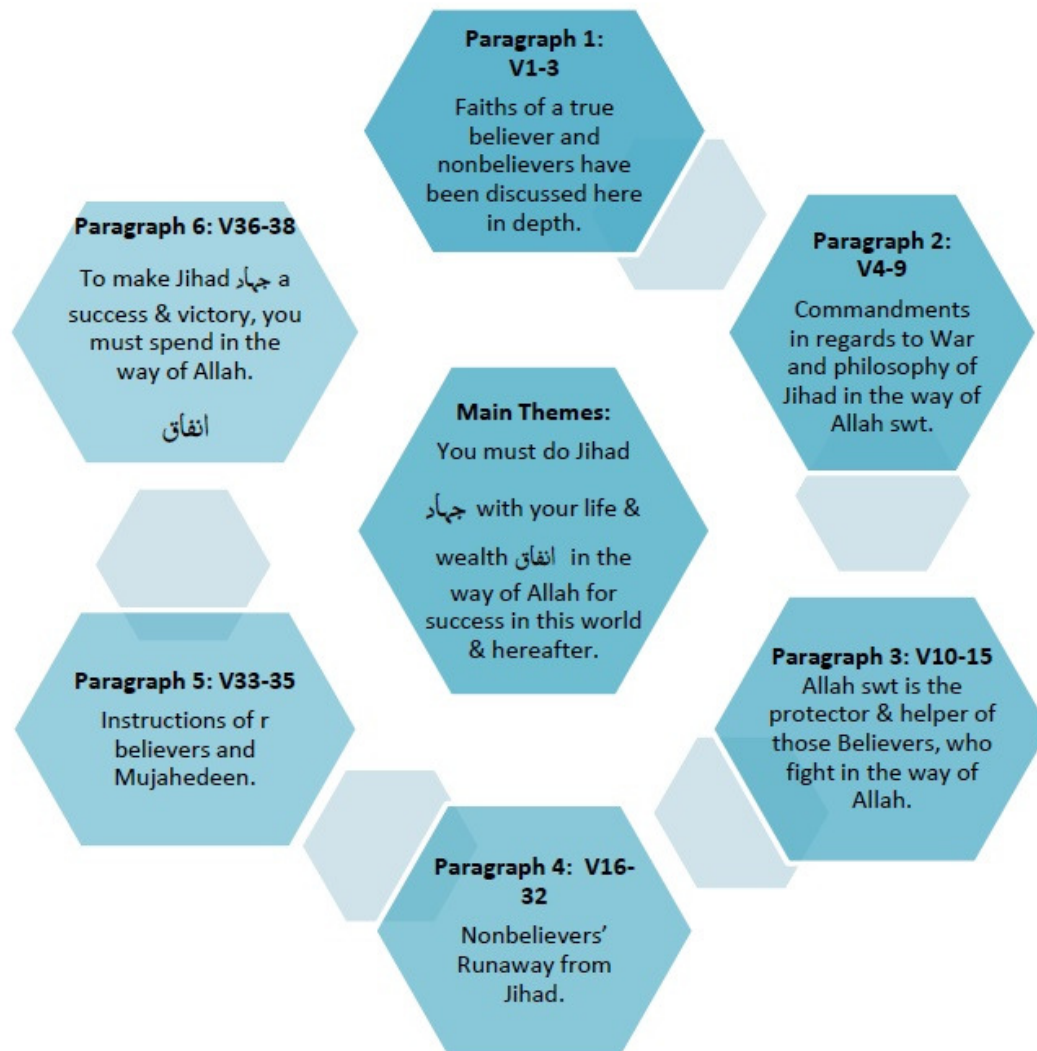 Paragraph 1:
V1-3
Faiths of a true
believer and
nonbelievers have
been discussed here
in depth.
Paragraph 2:
V4-9
Commandments
in regards to War
and philosophy of
Jihad in the way of
Allah swt.
Paragraph 3: V10-15
Allah swt is the
protector & helper of
those Believers, who
fight in the way of
Allah.
Paragraph 4: V16-
32
Nonbelievers’
Runaway from
Jihad.
Paragraph 5: V33-35
Instructions of r
believers and
Mujahedeen.
Paragraph 6: V36-38
To make Jihad جہاد a
success & victory, you
must spend in the
way of Allah.
انفاق
Main Themes:
You must do Jihad
جہاد with your life &
wealth انفاق in the
way of Allah for
success in this world
& hereafter.